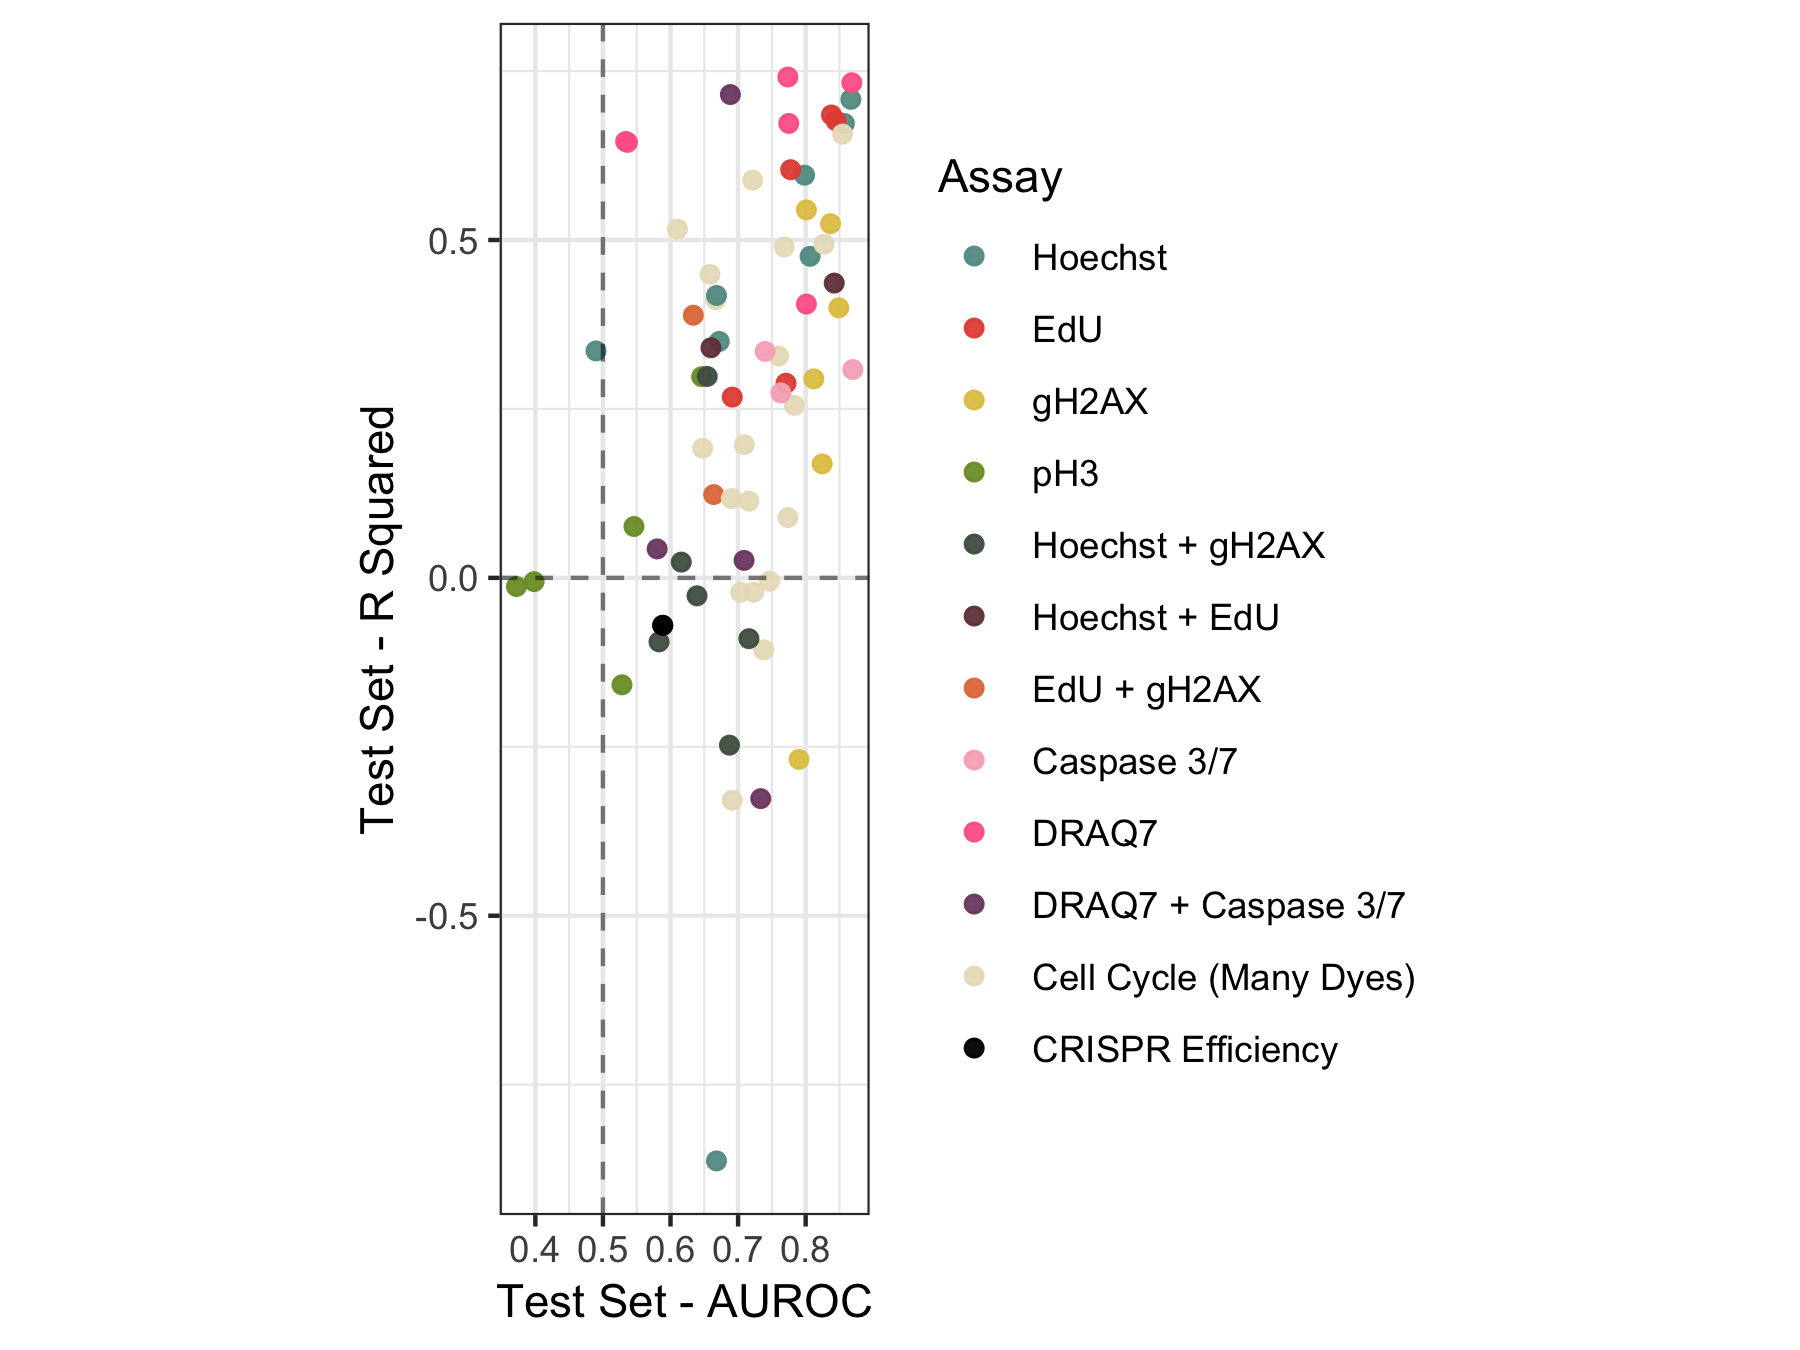 Test Set - R Squared
0.5
0.0
-0.5
0.4 0.5 0.6 0.7 0.8
Test Set - AUROC
Assay
Hoechst
EdU
gH2AX
pH3
Hoechst + gH2AX
Hoechst + EdU
EdU + gH2AX
Caspase 3/7
DRAQ7
DRAQ7 + Caspase 3/7
Cell Cycle (Many Dyes)
CRISPR Efficiency